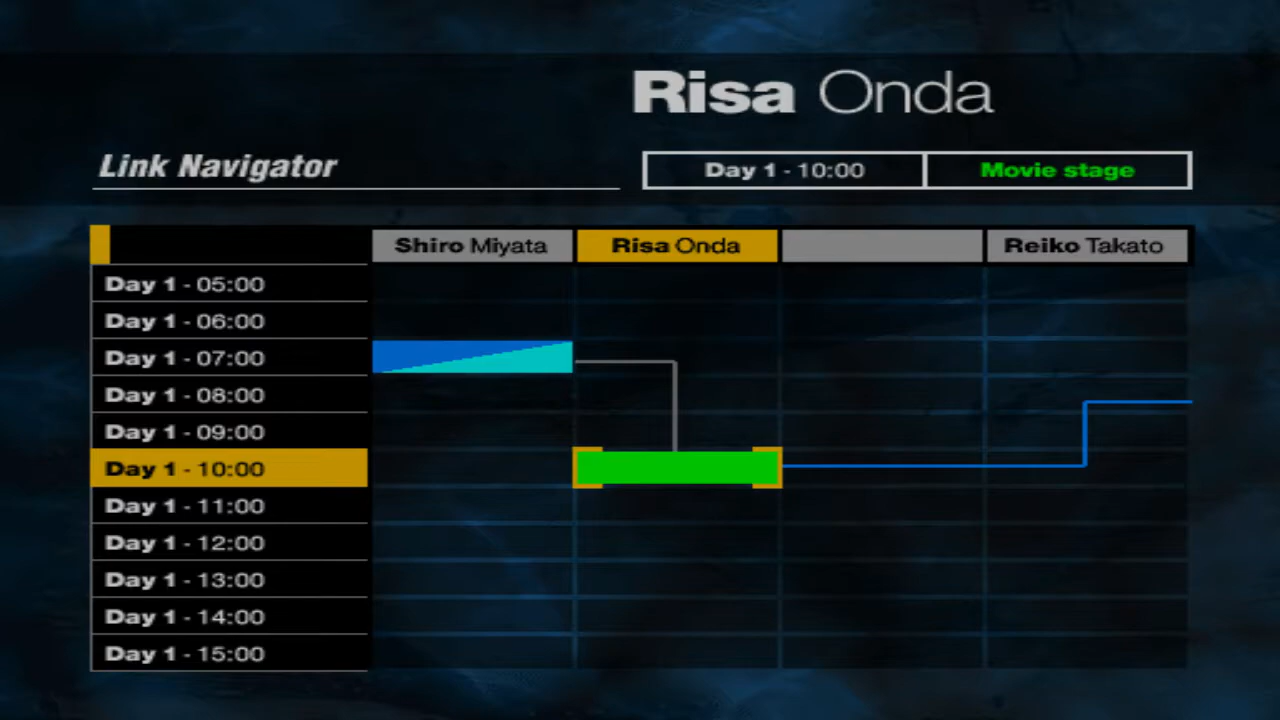 Risa Onda
Link Navigator
Day 1 - 10:00 Movie stage
Shiro Miyata Risa Onda Reiko Takato
Day 1 - 05:00
Day 1 - 06:00
Day 1 - 07:00
Day 1 - 08:00
Day 1 - 09:00
Day 1 - 10:00
Day 1 - 11:00
Day 1 - 12:00
Day 1 - 13:00
Day 1 - 14:00
Day 1 - 15:00